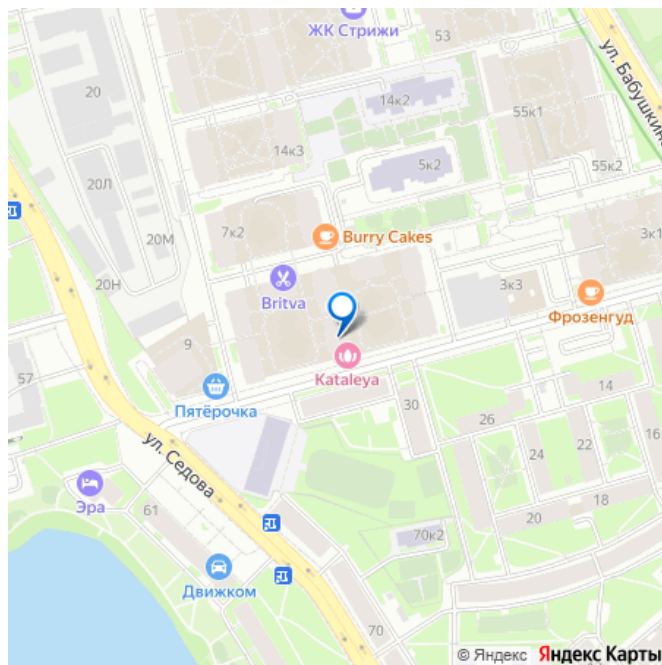 ЖК Стрижи
53
ул. Бабушкина
20
14к2
55к1
14к3
5к2
55к2
20Л
7к2
20М
Burry Cakes
3к1
20Н
Britva
3к3
Фрозенгуд
9
57
Kataleya
14
Пятёрочка
30
26
22
16
24
ул. Седова
Эра
61
18
20
70к2
Движком
70
© Яндекс Яндекс Карты